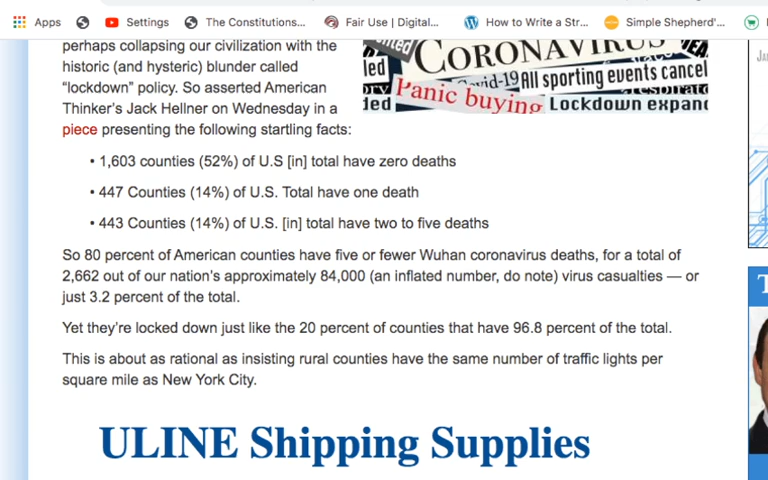 Apps
Settings
The Constitutions...
Fair Use | Digital...
How to Write a Str...
Simple Shepherd'...
perhaps collapsing our civilization with the
historic (and hysteric) blunder called
“lockdown” policy. So asserted American
Thinker’s Jack Hellner on Wednesday in a
piece presenting the following startling facts:
CORONAVIRUS
led
Covid-19
All sporting events cancel
Panic buying
ded
Lockdown expan
• 1,603 counties (52%) of U.S [in] total have zero deaths
• 447 Counties (14%) of U.S. Total have one death
• 443 Counties (14%) of U.S. [in] total have two to five deaths
So 80 percent of American counties have five or fewer Wuhan coronavirus deaths, for a total of
2,662 out of our nation’s approximately 84,000 (an inflated number, do note) virus casualties — or
just 3.2 percent of the total.
Yet they’re locked down just like the 20 percent of counties that have 96.8 percent of the total.
This is about as rational as insisting rural counties have the same number of traffic lights per
square mile as New York City.
ULINE Shipping Supplies